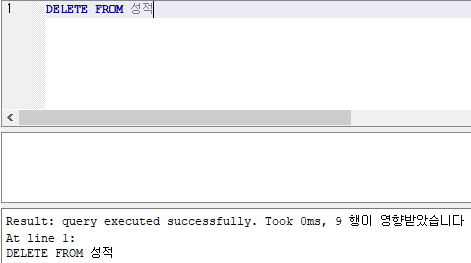 1 DELETE FROM 성적
Result: query executed successfully. Took 0ms, 9 행이 영향받았습니다
At line 1:
DELETE FROM 성적